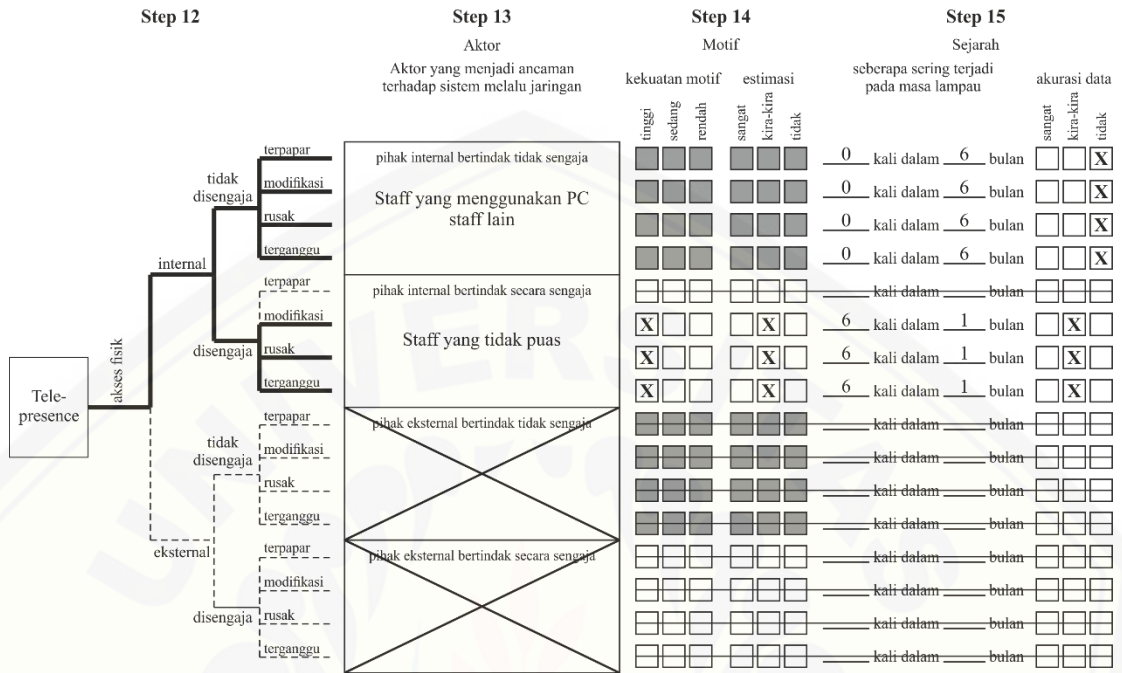 Step 12 Step 13 Step 14 Step 15
Aktor Motif Sejarah
Aktor yang menjadi ancaman
terhadap sistem melalu jaringan
kekuatan motif estimasi
seberapa sering terjadi
pada masa lampau
akurasi data
tinggi sedang rendah sangat kira-kira tidak sangat kira-kira tidak
Tele-
presence
akses fisik
internal
tidak
disengaja
terpapar
pihak internal bertindak tidak sengaja
0 kali dalam 6 bulan X
modifikasi
Staff yang menggunakan PC
staff lain
0 kali dalam 6 bulan X
rusak
0 kali dalam 6 bulan X
terganggu
0 kali dalam 6 bulan X
disengaja
terpapar
pihak internal bertindak secara sengaja
kali dalam bulan
modifikasi
Staff yang tidak puas
X X 6 kali dalam 1 bulan X
rusak
X X 6 kali dalam 1 bulan X
terganggu
X X 6 kali dalam 1 bulan X
eksternal
tidak
disengaja
terpapar
pihak eksternal bertindak tidak sengaja
kali dalam bulan
modifikasi
kali dalam bulan
rusak
kali dalam bulan
terganggu
kali dalam bulan
disengaja
terpapar
pihak eksternal bertindak secara sengaja
kali dalam bulan
modifikasi
kali dalam bulan
rusak
kali dalam bulan
terganggu
kali dalam bulan